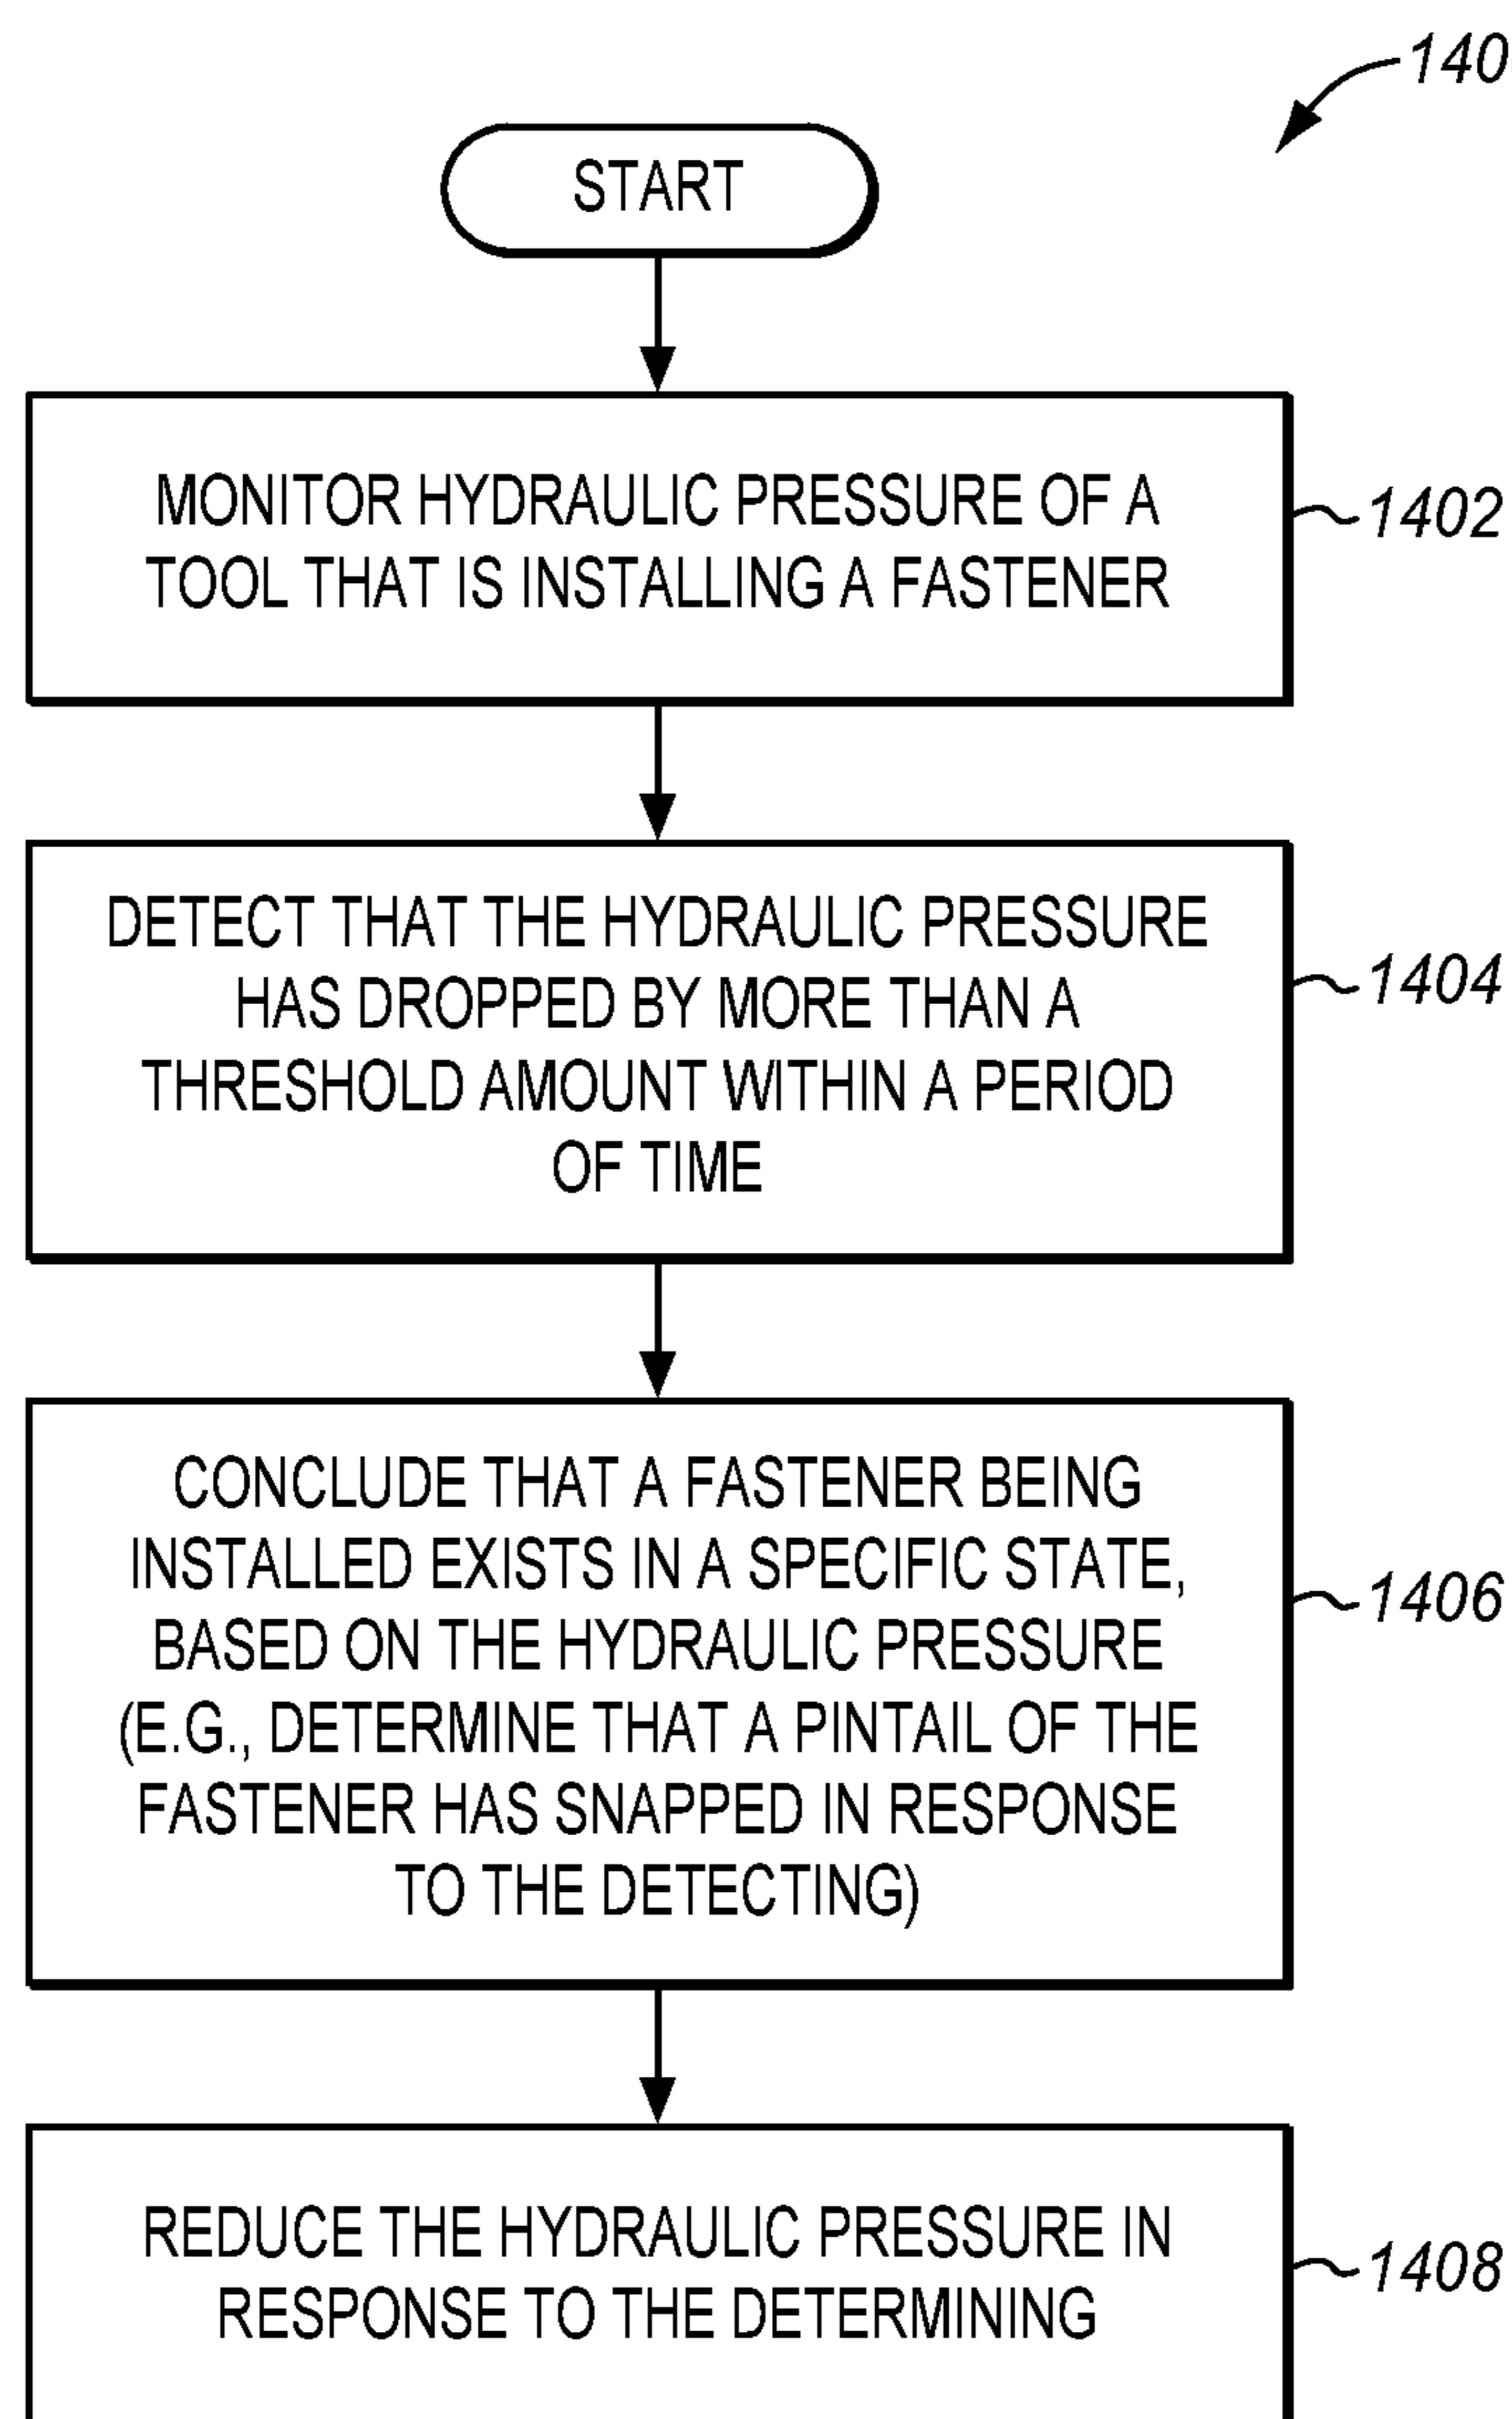 140
START
MONITOR HYDRAULIC PRESSURE OF A
TOOL THAT IS INSTALLING A FASTENER
1402
DETECT THAT THE HYDRAULIC PRESSURE
HAS DROPPED BY MORE THAN A
THRESHOLD AMOUNT WITHIN A PERIOD
OF TIME
1404
CONCLUDE THAT A FASTENER BEING
INSTALLED EXISTS IN A SPECIFIC STATE,
BASED ON THE HYDRAULIC PRESSURE
(E.G., DETERMINE THAT A PINTAIL OF THE
FASTENER HAS SNAPPED IN RESPONSE
TO THE DETECTING)
1406
REDUCE THE HYDRAULIC PRESSURE IN
RESPONSE TO THE DETERMINING
1408